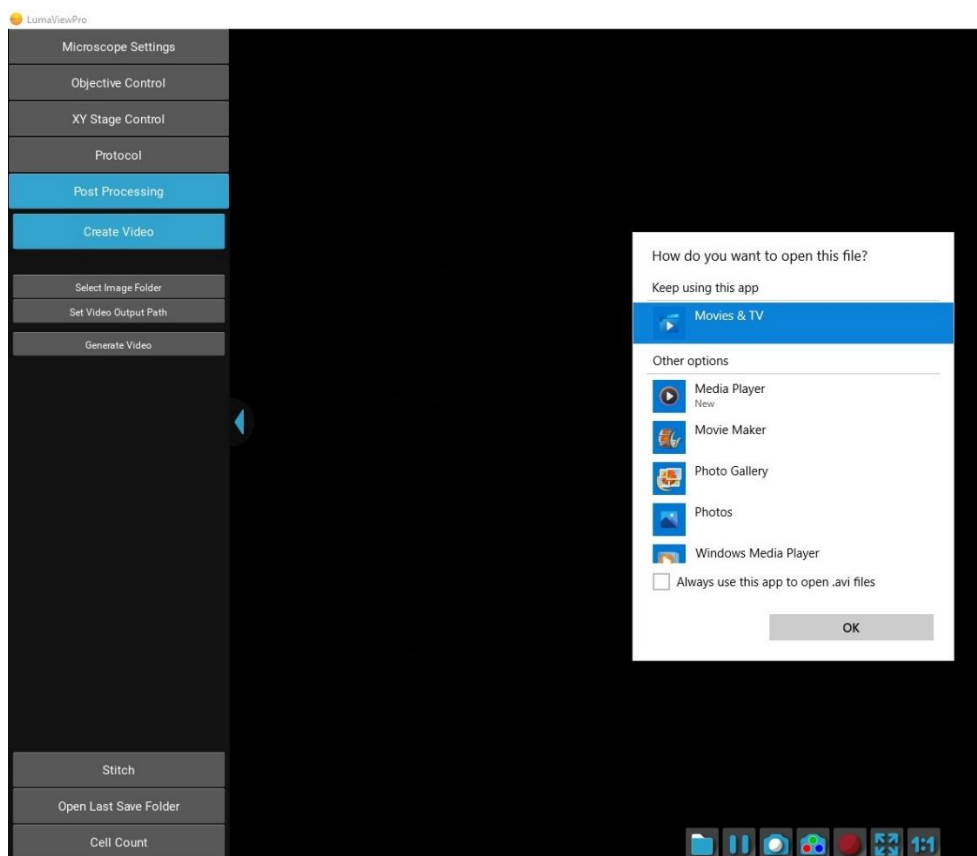 LumaViewPro
Microscope Settings
Objective Control
XY Stage Control
Protocol
Post Processing
Create Video
Select Image Folder
Set Video Output Path
Generate Video
Stitch
Open Last Save Folder
Cell Count
How do you want to open this file?
Keep using this app
Movies & TV
Other options
Media Player
New
Movie Maker
Photo Gallery
Photos
Windows Media Player
Always use this app to open .avi files
OK
1:1